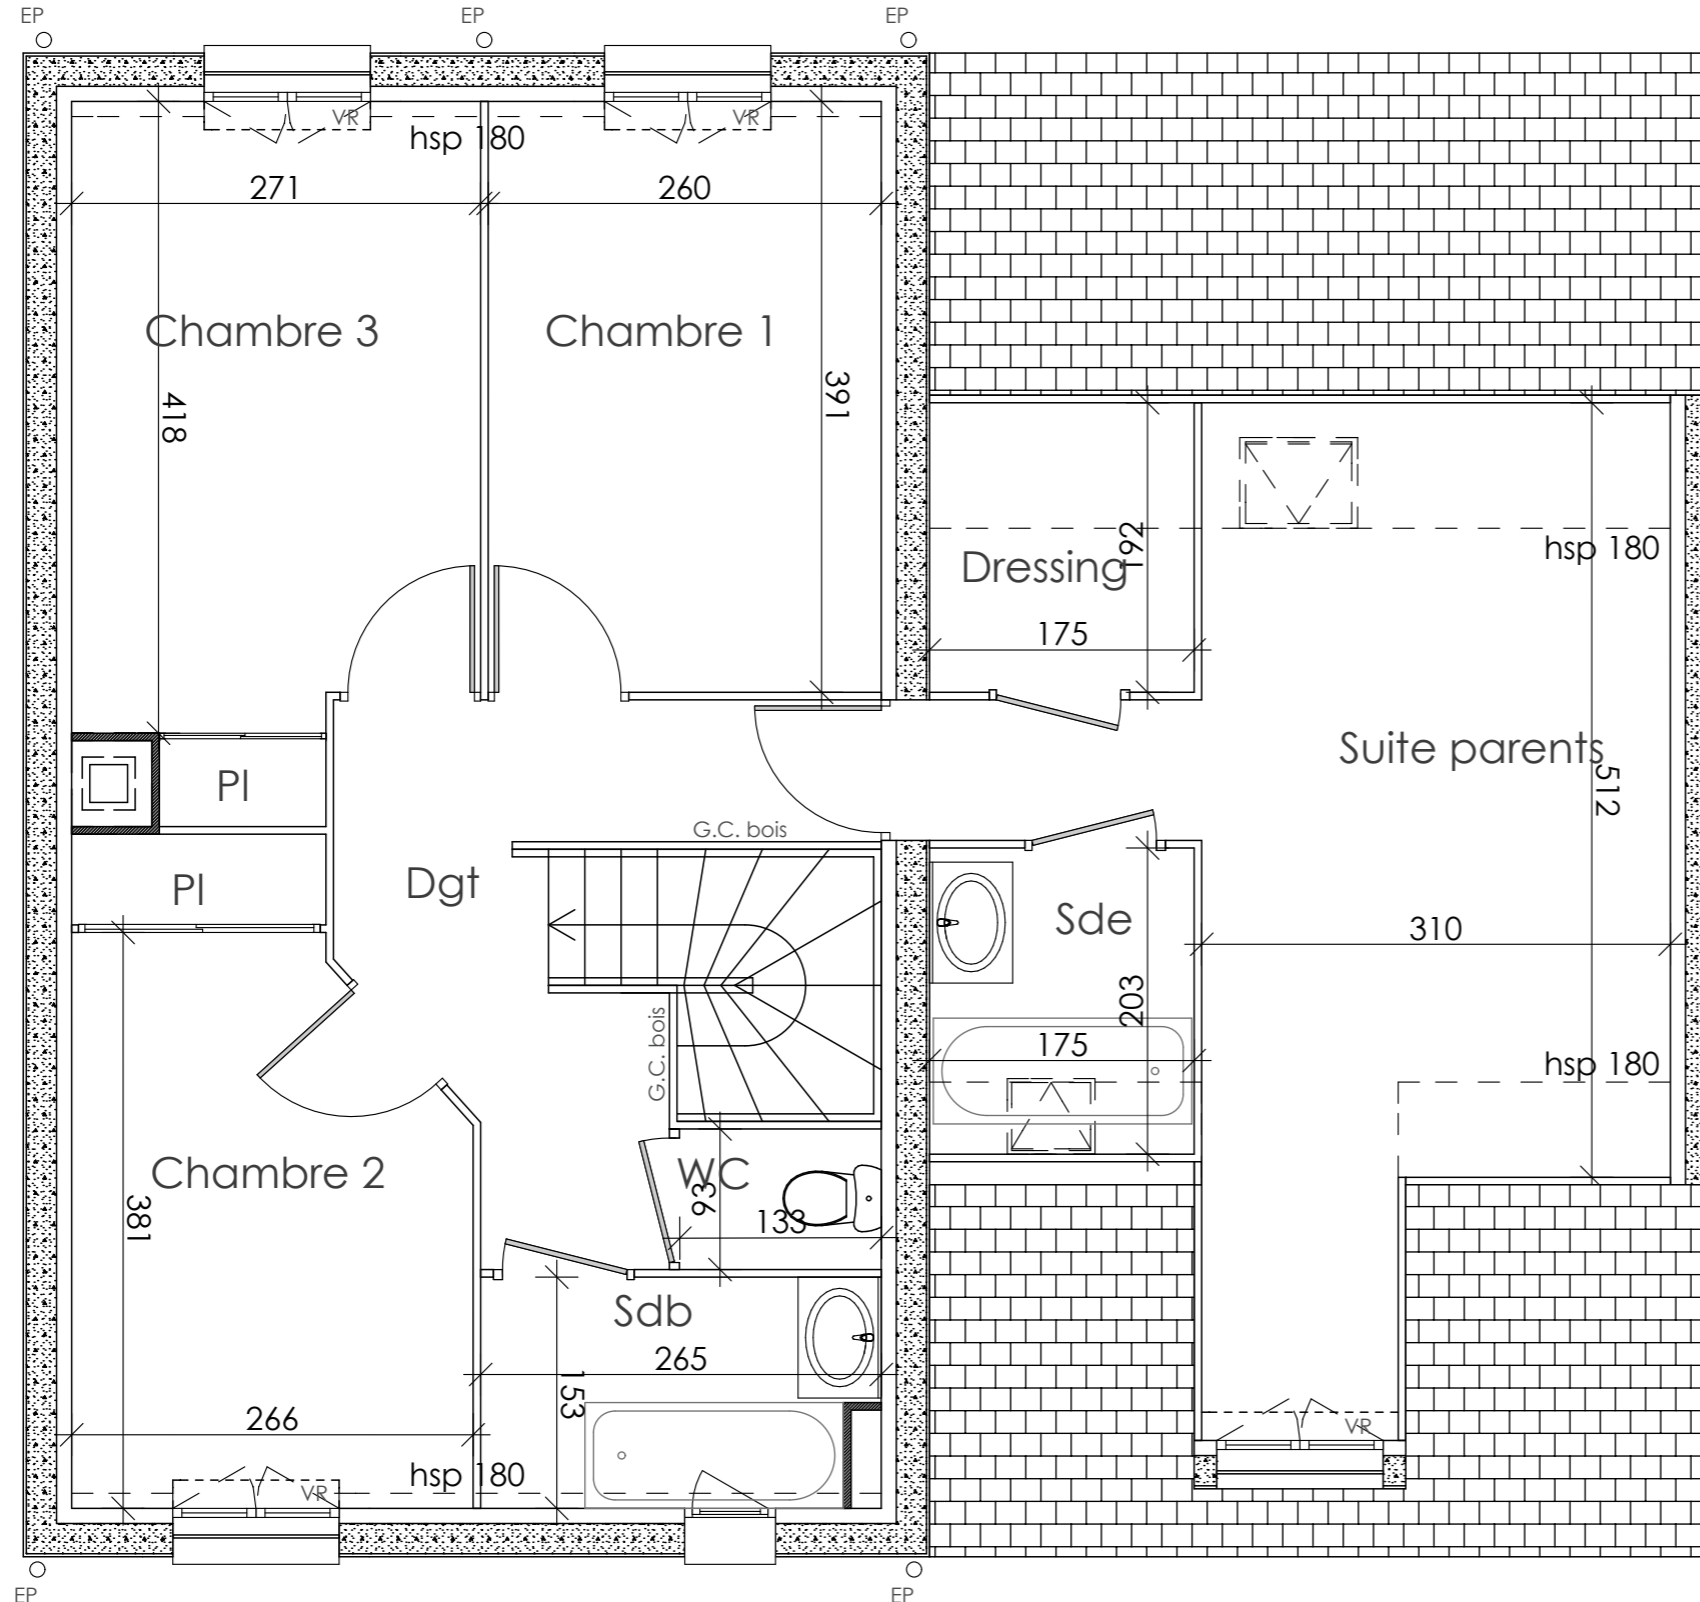 EP
EP
EP
VR
VR
hsp 180
271
260
Chambre 3
Chambre 1
391
418
192
hsp 180
Dressing
175
Suite parents
512
Pl
G.C. bois
Pl
Dgt
Sde
310
203
G.C. bois
175
hsp 180
Chambre 2
WC
93
381
133
Sdb
265
153
266
hsp 180
VR
VR
EP
EP